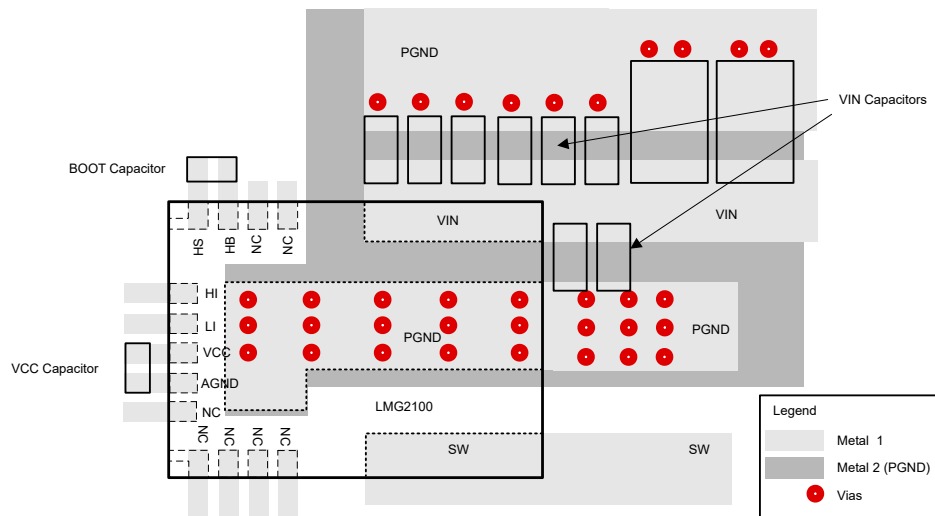 PGND
VIN Capacitors
BOOT Capacitor
VIN
VIN
HS
HB
NC
NC
HI
LI
VCC
AGND
NC
VCC Capacitor
PGND
PGND
LMG2100
NC
NC
NC
NC
SW
SW
Legend
Metal 1
Metal 2 (PGND)
Vias